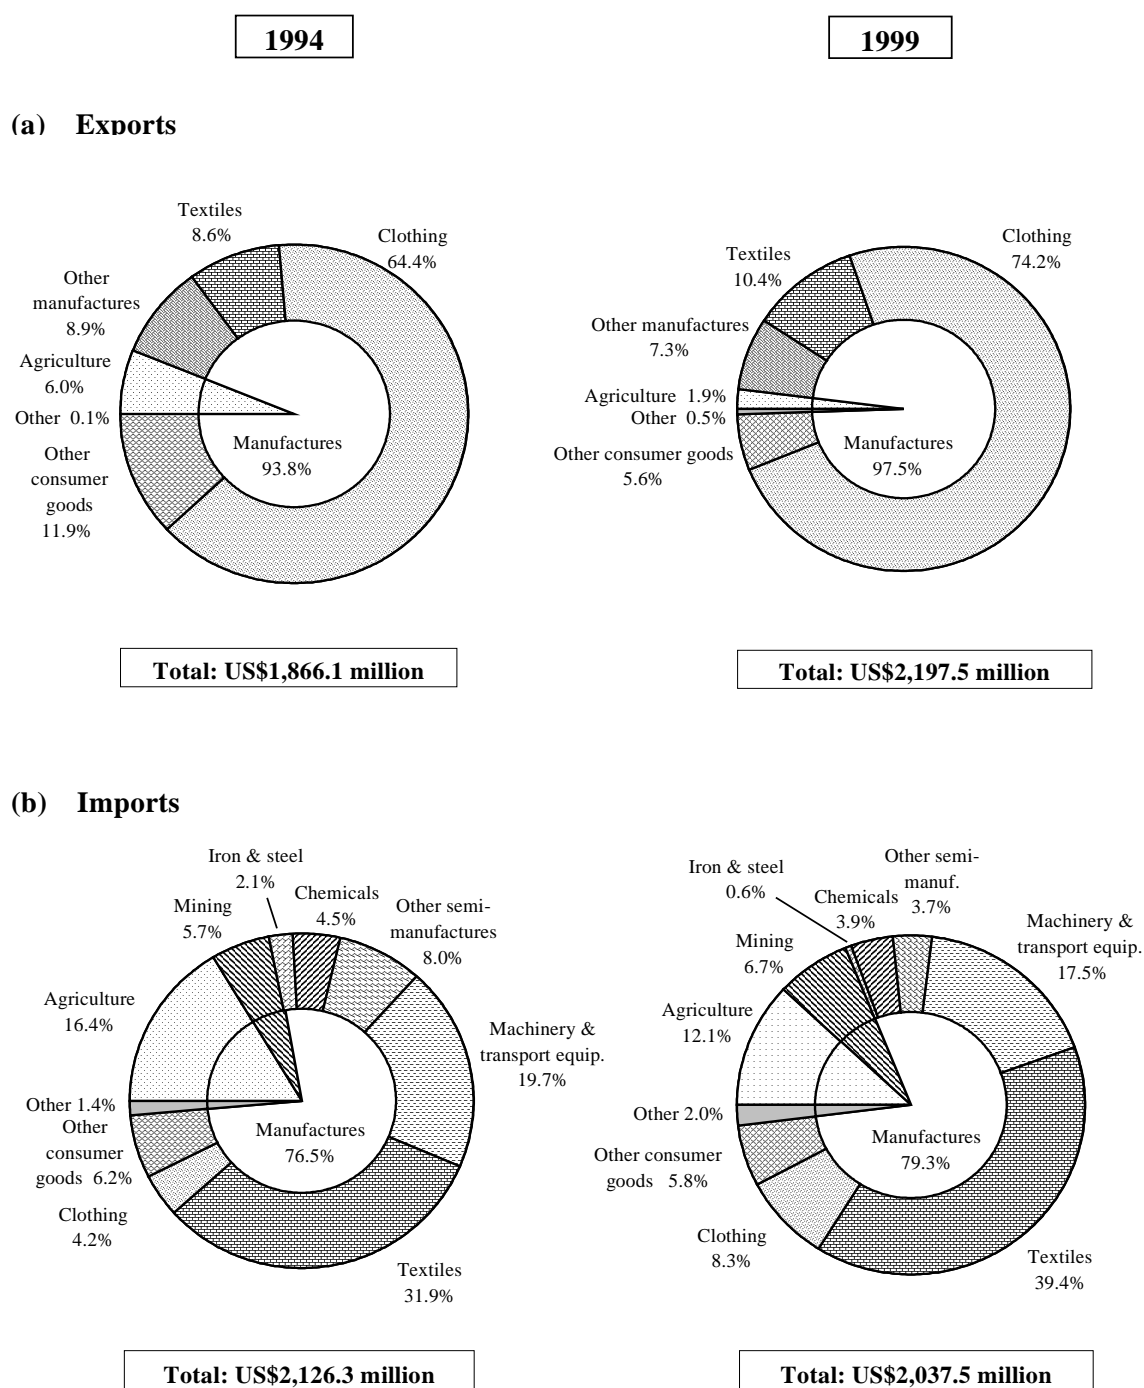 1994
1999
(a) Exports
Textiles
8.6%
Clothing
64.4%
Other
manufactures
8.9%
Agriculture
6.0%
Other 0.1%
Other
consumer
goods
11.9%
Manufactures
93.8%
Clothing
74.2%
Textiles
10.4%
Other manufactures
7.3%
Agriculture 1.9%
Other 0.5%
Other consumer goods
5.6%
Manufactures
97.5%
Total: US$1,866.1 million
Total: US$2,197.5 million
(b) Imports
Iron & steel
2.1%
Chemicals
4.5%
Mining
5.7%
Other semi-
manufactures
8.0%
Agriculture
16.4%
Machinery &
transport equip.
19.7%
Other 1.4%
Other
consumer
goods 6.2%
Manufactures
76.5%
Clothing
4.2%
Textiles
31.9%
Other semi-
manuf.
3.7%
Iron & steel
0.6%
Chemicals
3.9%
Machinery &
transport equip.
17.5%
Mining
6.7%
Agriculture
12.1%
Other 2.0%
Other consumer
goods 5.8%
Manufactures
79.3%
Clothing
8.3%
Textiles
39.4%
Total: US$2,126.3 million
Total: US$2,037.5 million